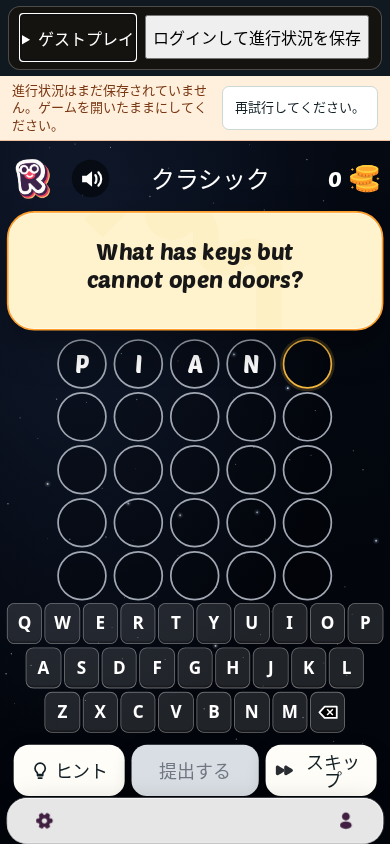 ▶ ゲストプレイ
ログインして進行状況を保存
進行状況はまだ保存されていませ
ん。ゲームを開いたままにしてく
ださい。
再試行してください。
クラシック
0
What has keys but
cannot open doors?
P I A N
Q W E R T Y U I O P
A S D F G H J K L
Z X C V B N M
ヒント
提出する
スキッ
プ